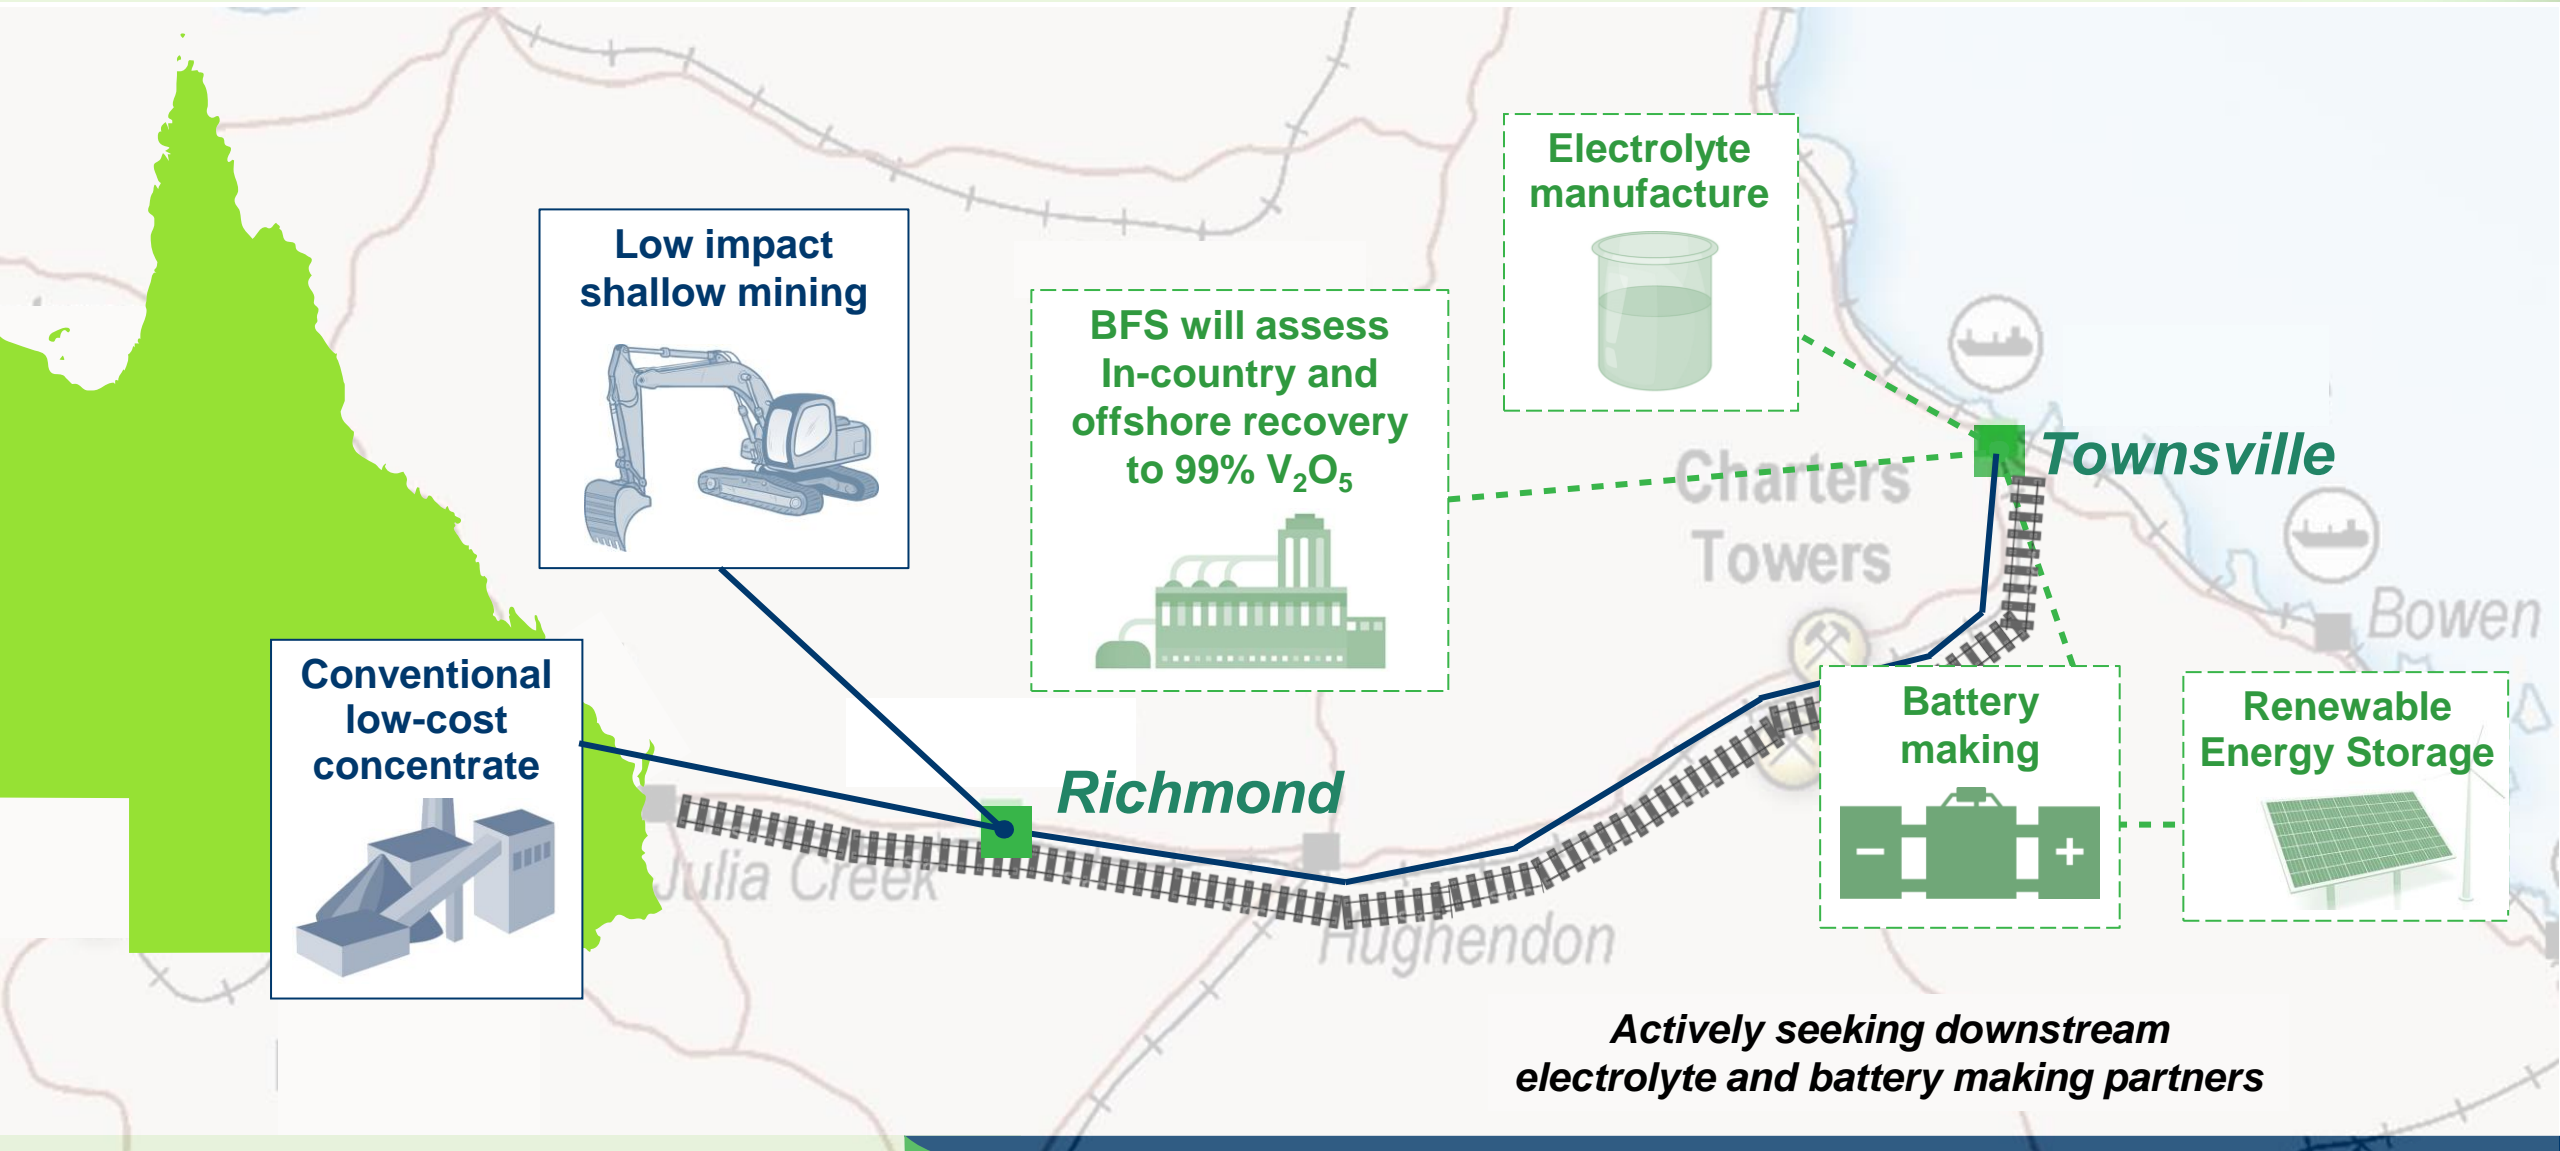 Electrolyte
manufacture
Low impact
shallow mining
BFS will assess
In-country and
offshore recovery
to 99% V₂O₅
Townsville
Charters
Towers
Bowen
Conventional
low-cost
concentrate
Richmond
Julia Creek
Hughendon
Battery
making
− +
Renewable
Energy Storage
Actively seeking downstream
electrolyte and battery making partners